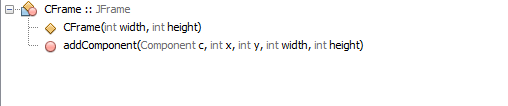 CFrame :: JFrame
CFrame(int width, int height)
addComponent(Component c, int x, int y, int width, int height)